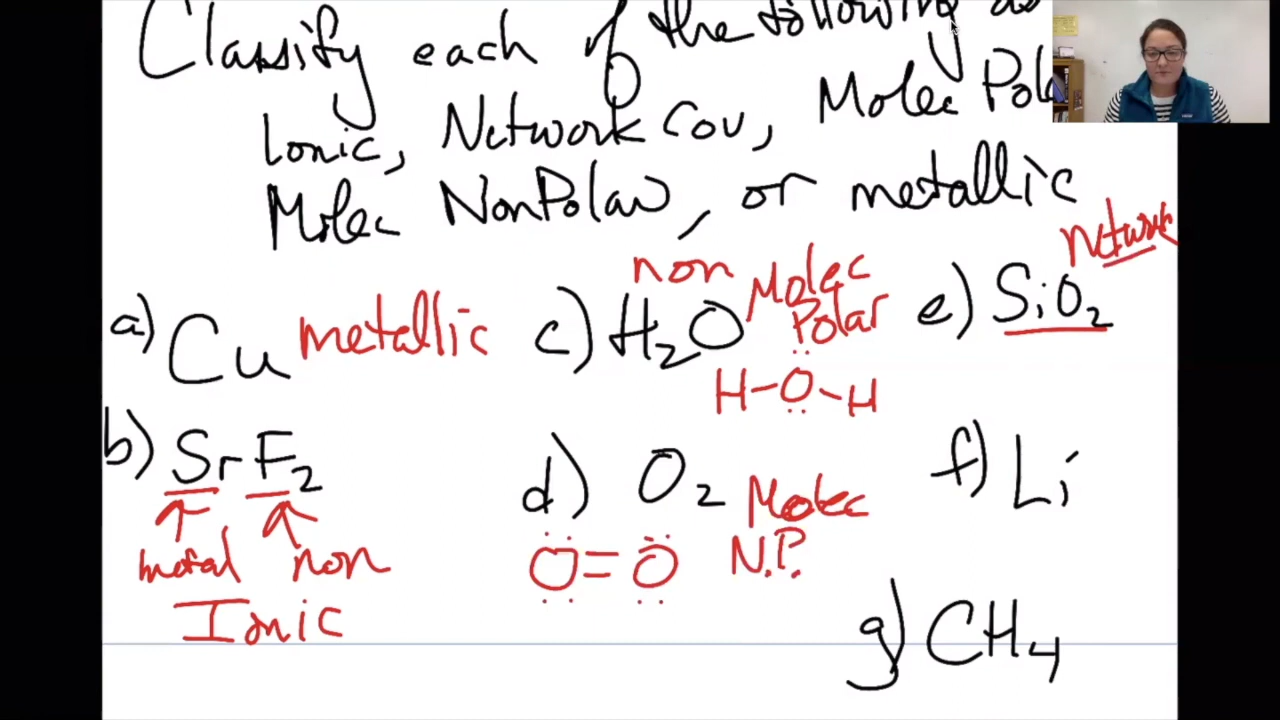 Classify each of the following as
Ionic, Network Cov, Molec Pola
Molec NonPolar, or metallic
a) Cu metallic
b) SrF2
metal non
Ionic
non
c) H2O Molec
Polar
H-O-H
d) O2 Molec
N.P.
O=O
Network
e) SiO2
f) Li
g) CH4